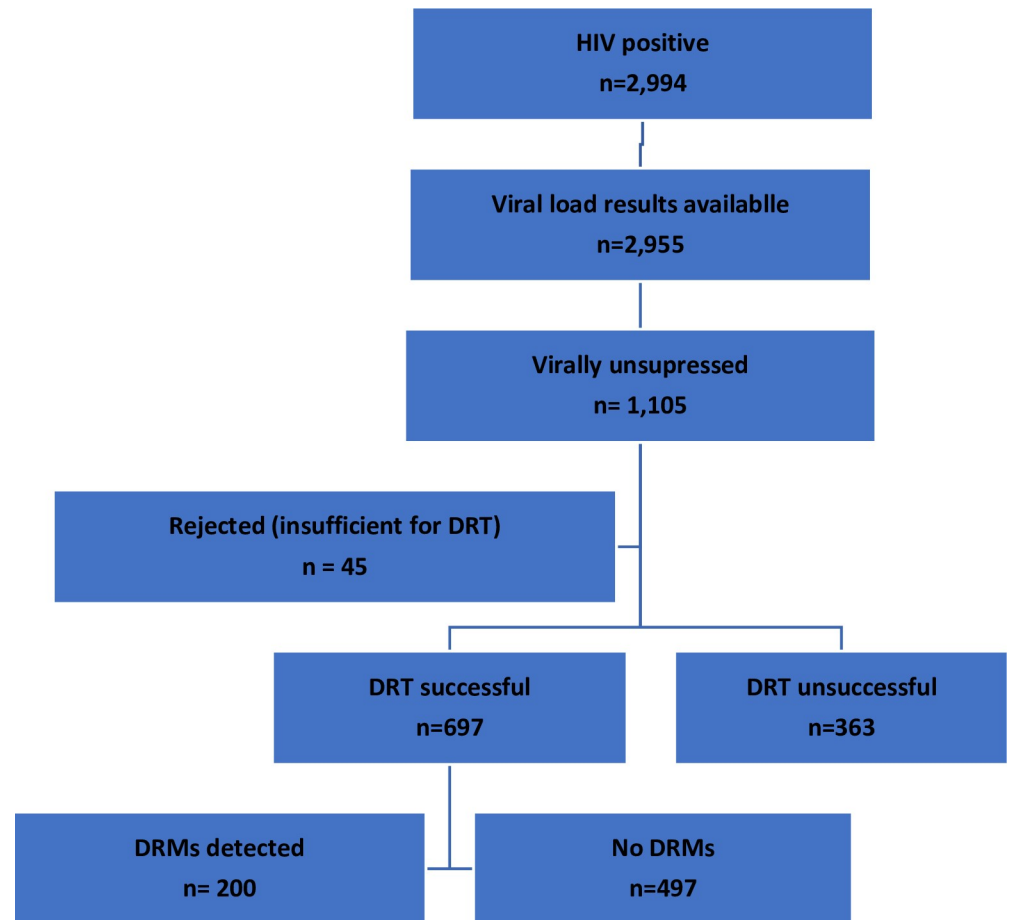 HIV positive
n=2,994
Viral load results availablle
n=2,955
Virally unsupressed
n= 1,105
Rejected (insufficient for DRT)
n = 45
DRT successful
n=697
DRT unsuccessful
n=363
DRMs detected
n= 200
No DRMs
n=497